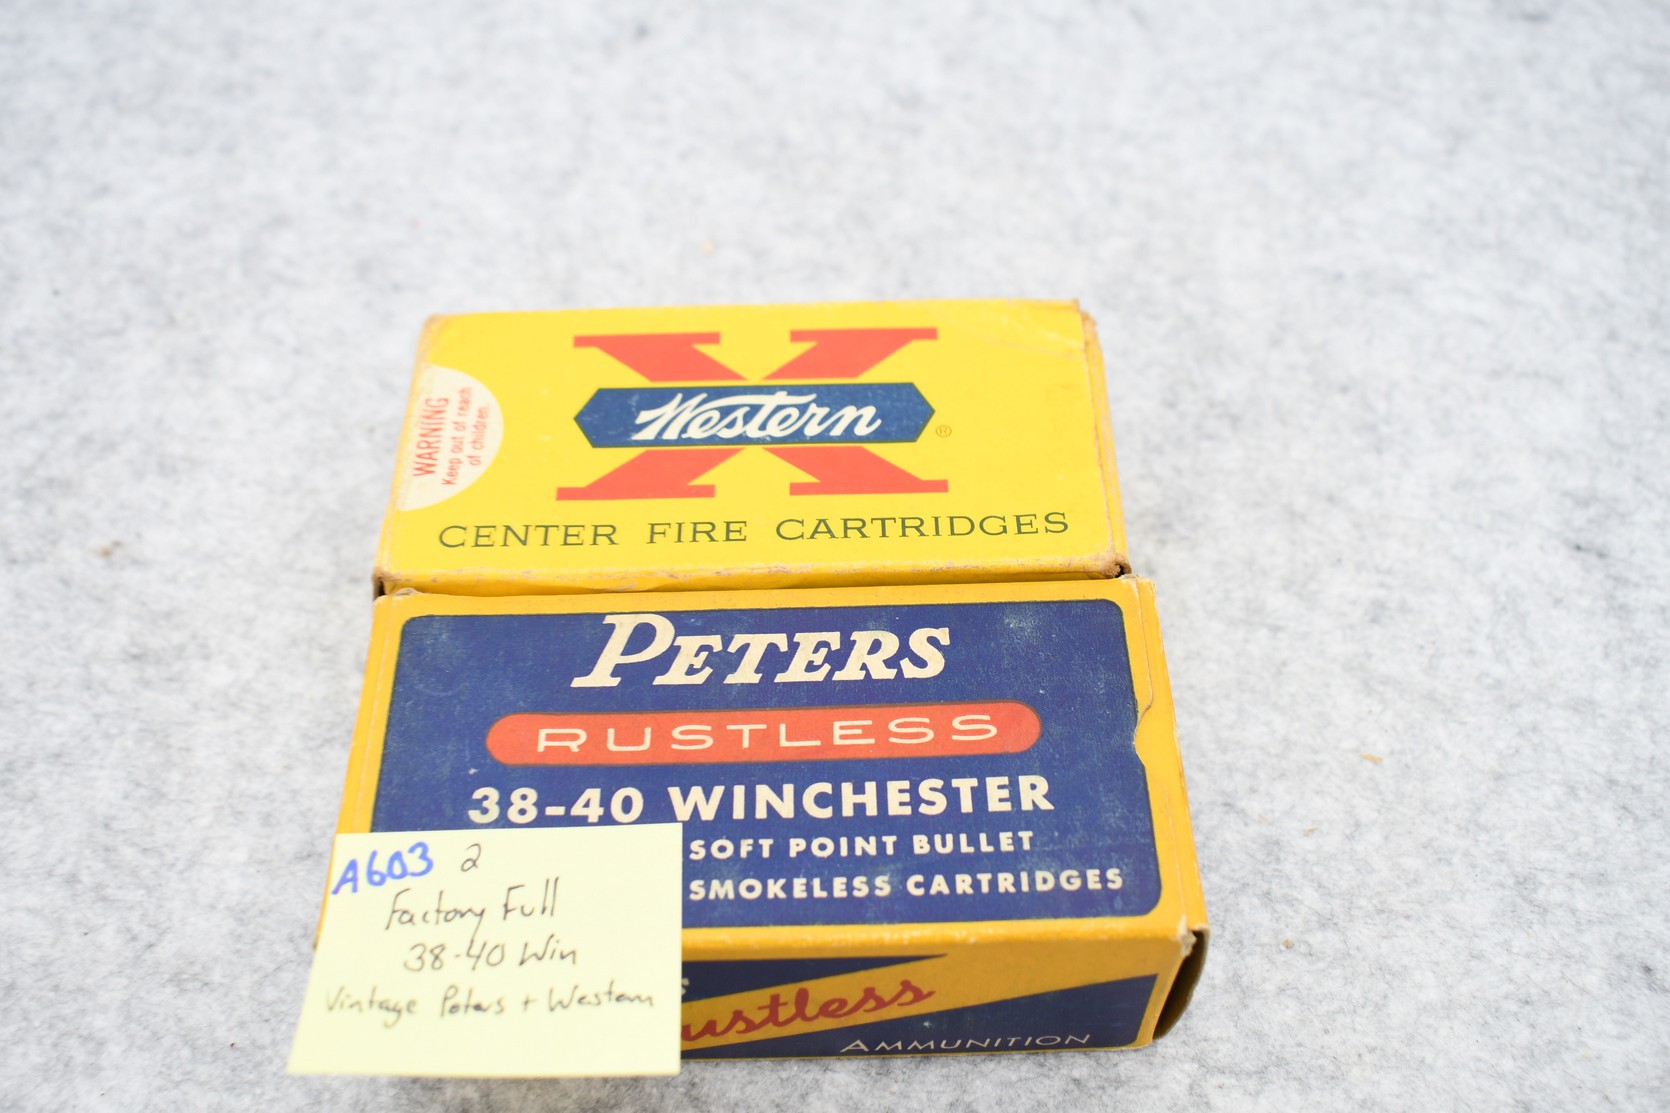 WARNING
Keep out of reach
of children.
Western
®
CENTER FIRE CARTRIDGES
PETERS
RUSTLESS
38-40 WINCHESTER
SOFT POINT BULLET
SMOKELESS CARTRIDGES
ustless
AMMUNITION
A603 2
Factory Full
38-40 Win
Vintage Peters + Western